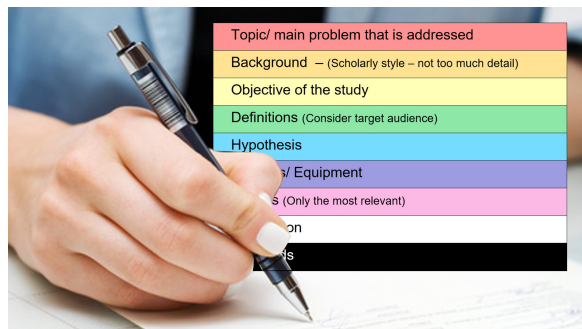 Topic/ main problem that is addressed
Background – (Scholarly style – not too much detail)
Objective of the study
Definitions (Consider target audience)
Hypothesis
/ Equipment
(Only the most relevant)